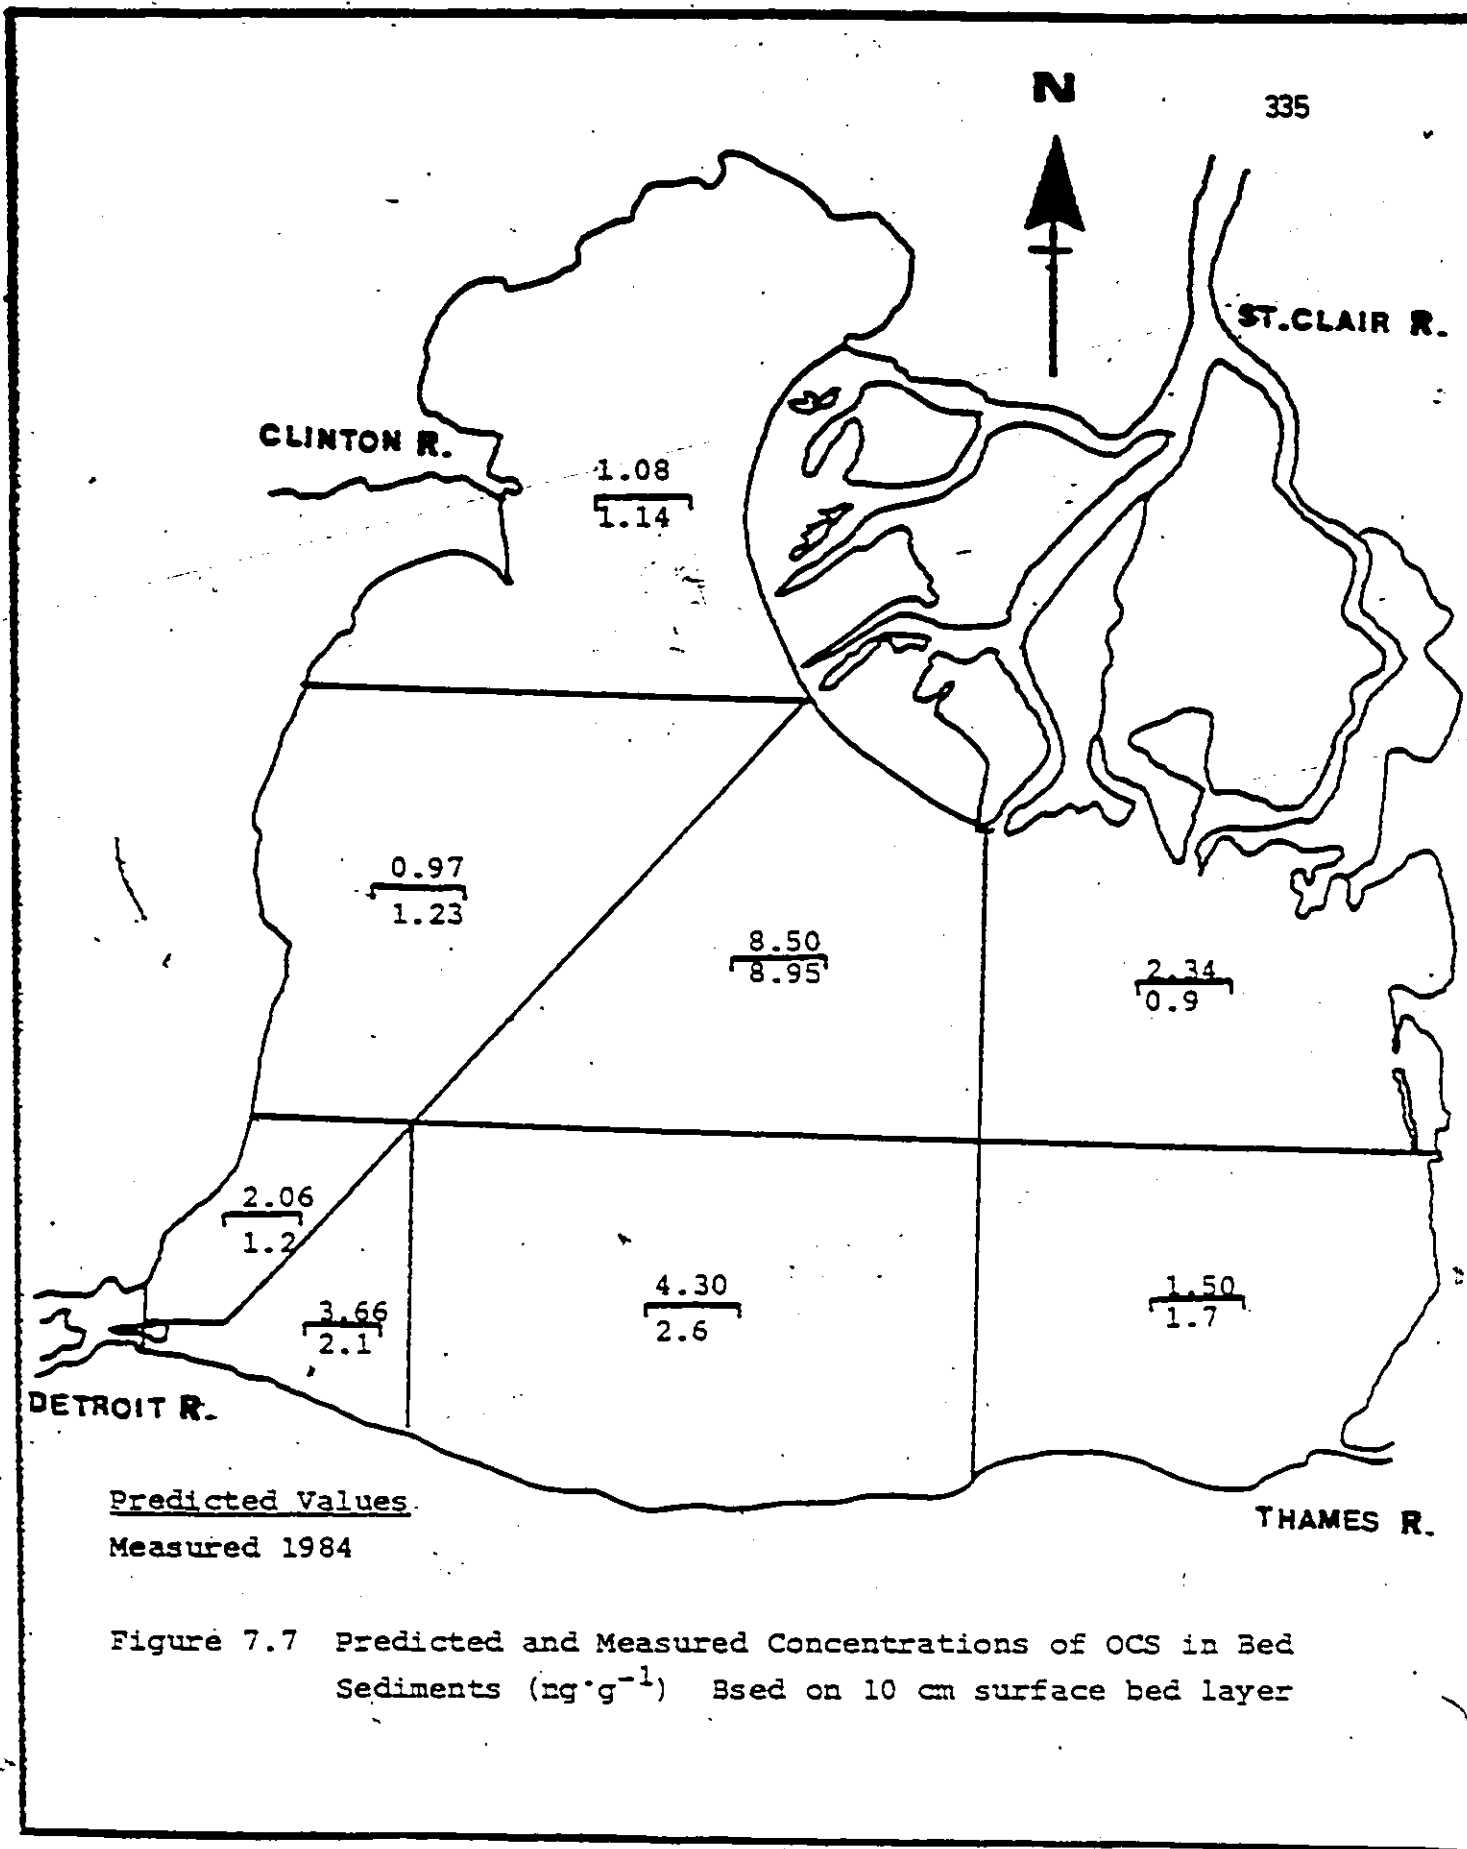 N
335
ST.CLAIR R.
CLINTON R.
1.08
1.14
0.97
1.23
8.50
8.95
2.34
0.9
2.06
1.2
3.66
2.1
4.30
2.6
1.50
1.7
DETROIT R.
THAMES R.
Predicted Values
Measured 1984
Figure 7.7 Predicted and Measured Concentrations of OCS in Bed
Sediments (ng·g⁻¹) Bsed on 10 cm surface bed layer